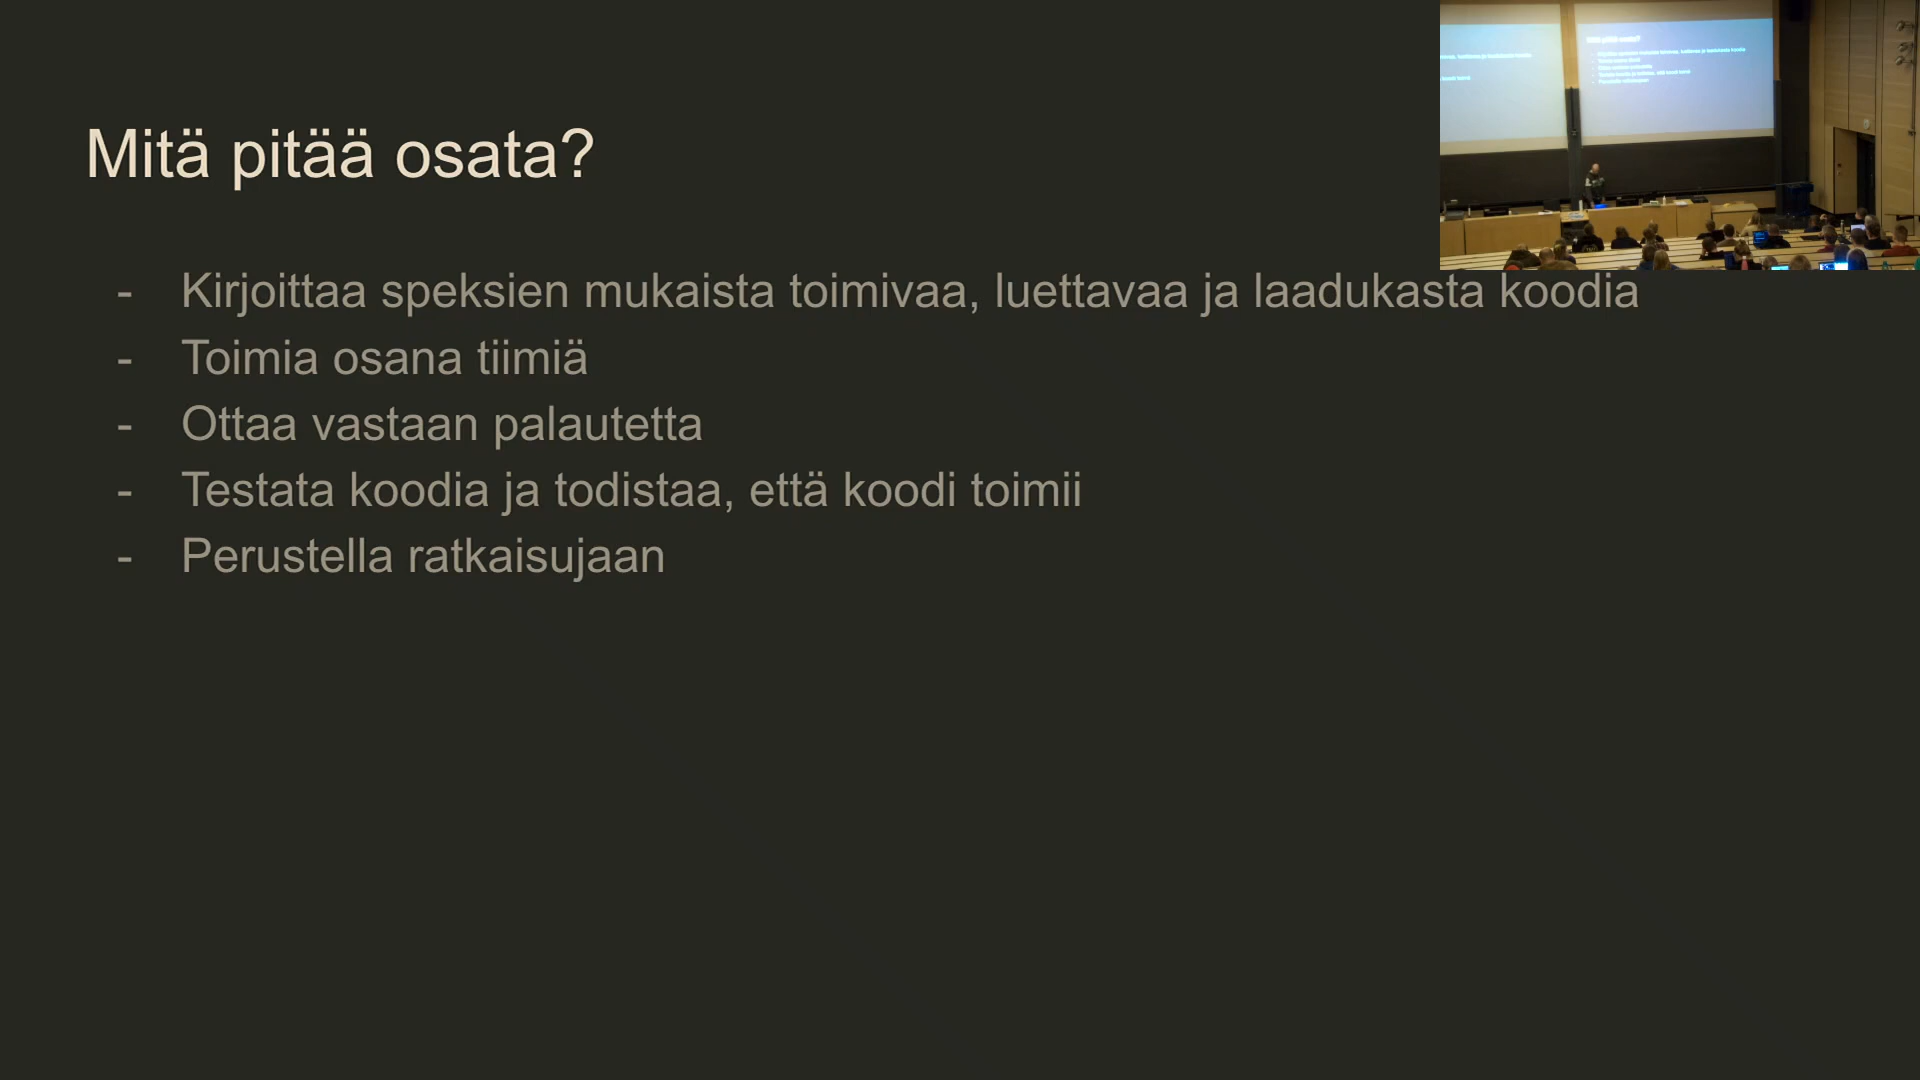 Mitä pitää osata?
- Kirjoittaa speksien mukaista toimivaa, luettavaa ja laadukasta koodia
- Toimia osana tiimiä
- Ottaa vastaan palautetta
- Testata koodia ja todistaa, että koodi toimii
- Perustella ratkaisujaan